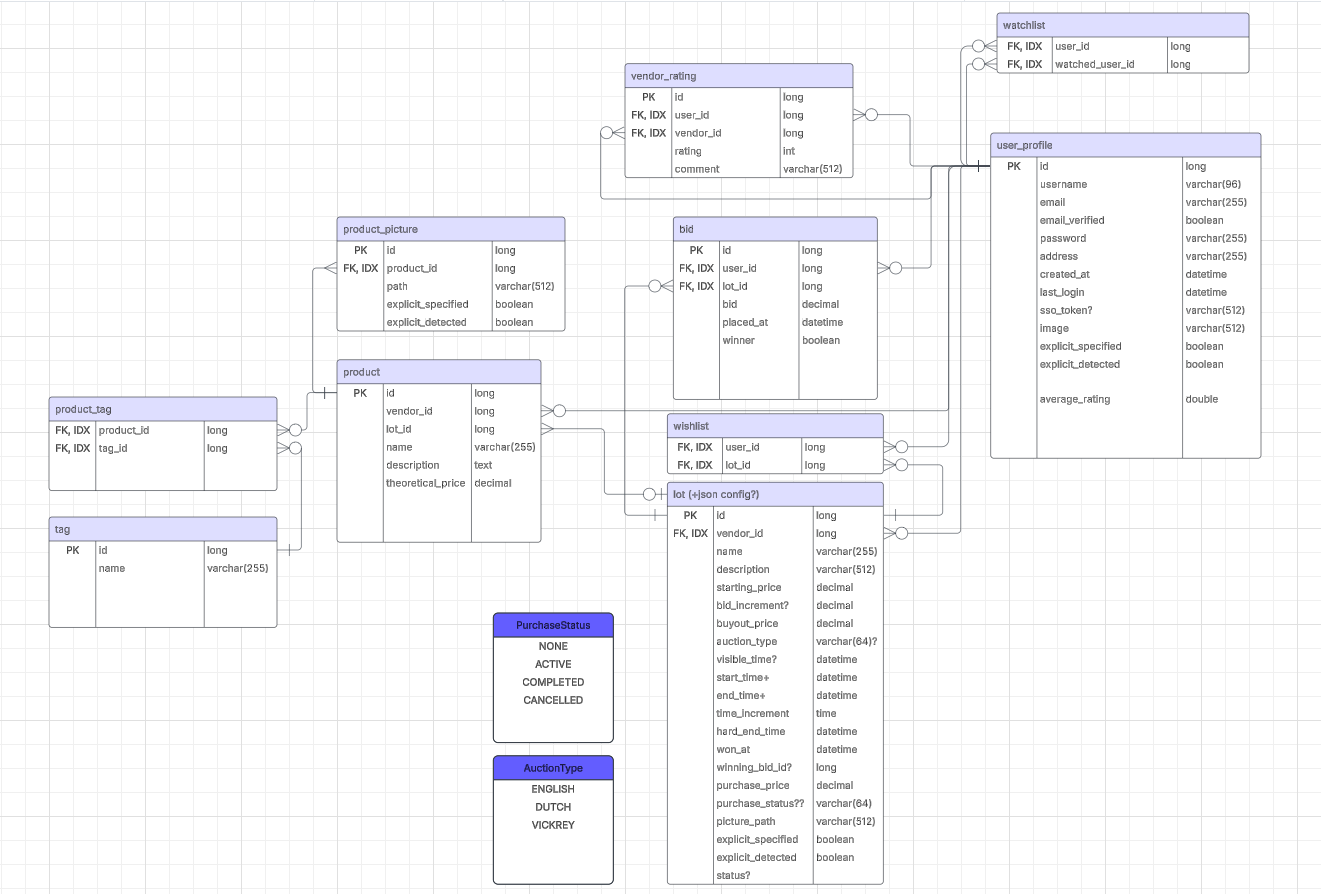 watchlist
FK, IDX user_id long
FK, IDX watched_user_id long
vendor_rating
PK id long
FK, IDX user_id long
FK, IDX vendor_id long
rating int
comment varchar(512)
user_profile
PK id long
username varchar(96)
email varchar(255)
email_verified boolean
password varchar(255)
address varchar(255)
created_at datetime
last_login datetime
sso_token? varchar(512)
image varchar(512)
explicit_specified boolean
explicit_detected boolean
average_rating double
product_picture
PK id long
FK, IDX product_id long
path varchar(512)
explicit_specified boolean
explicit_detected boolean
bid
PK id long
FK, IDX user_id long
FK, IDX lot_id long
bid decimal
placed_at datetime
winner boolean
product
PK id long
vendor_id long
lot_id long
name varchar(255)
description text
theoretical_price decimal
product_tag
FK, IDX product_id long
FK, IDX tag_id long
wishlist
FK, IDX user_id long
FK, IDX lot_id long
tag
PK id long
name varchar(255)
lot (+json config?)
PK id long
FK, IDX vendor_id long
name varchar(255)
description varchar(512)
starting_price decimal
bid_increment? decimal
buyout_price decimal
auction_type varchar(64)?
visible_time? datetime
start_time+ datetime
end_time+ datetime
time_increment time
hard_end_time datetime
won_at datetime
winning_bid_id? long
purchase_price decimal
purchase_status?? varchar(64)
picture_path varchar(512)
explicit_specified boolean
explicit_detected boolean
status?
PurchaseStatus
NONE
ACTIVE
COMPLETED
CANCELLED
AuctionType
ENGLISH
DUTCH
VICKREY